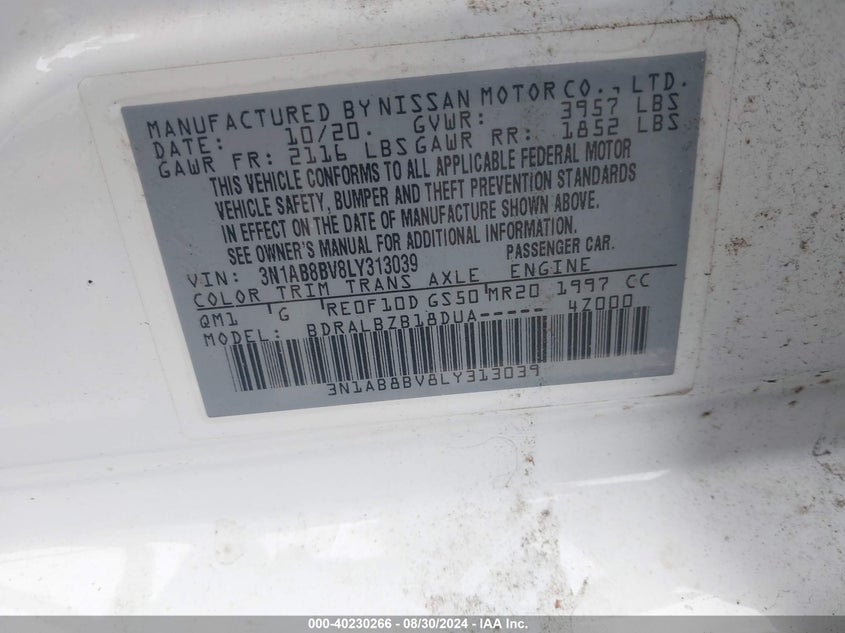 MANUFACTURED BY NISSAN MOTOR CO., LTD.
DATE: 10/20. GVWR: 3957 LBS
GAWR FR: 2116 LBS GAWR RR: 1852 LBS
THIS VEHICLE CONFORMS TO ALL APPLICABLE FEDERAL MOTOR
VEHICLE SAFETY, BUMPER AND THEFT PREVENTION STANDARDS
IN EFFECT ON THE DATE OF MANUFACTURE SHOWN ABOVE.
SEE OWNER'S MANUAL FOR ADDITIONAL INFORMATION.
VIN: 3N1AB8BV8LY313039 PASSENGER CAR.
COLOR TRIM TRANS AXLE ENGINE
QM1 G RE0F10D GS50 MR20 1997 CC
MODEL: BDRALBZB18DUA----- 4Z000
3N1AB8BV8LY313039
000-40230266 - 08/30/2024 - IAA Inc.